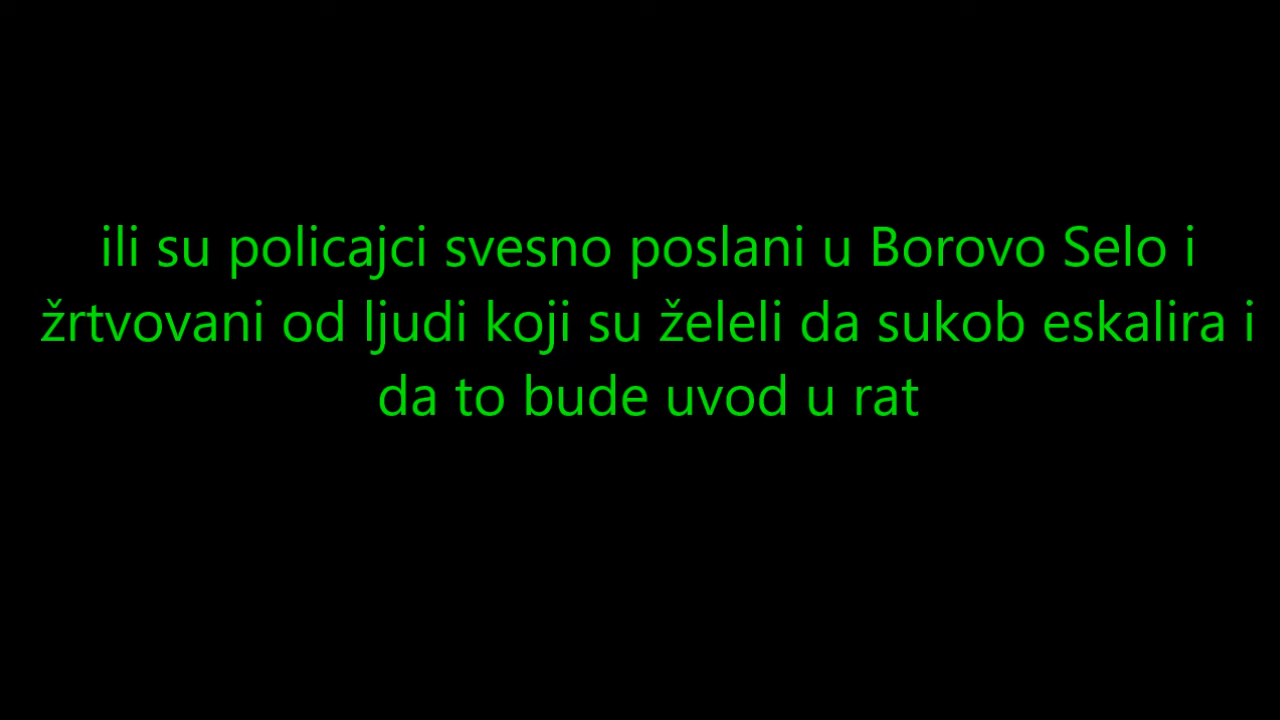 ili su policajci svesno poslani u Borovo Selo i
žrtvovani od ljudi koji su želeli da sukob eskalira i
da to bude uvod u rat